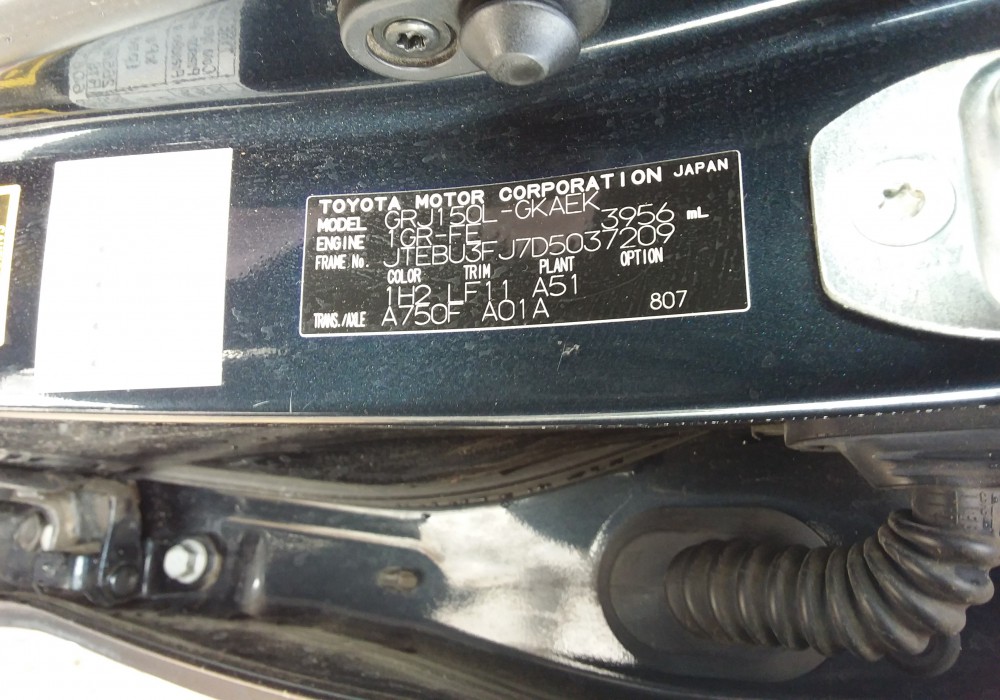 TOYOTA MOTOR CORPORATION JAPAN
MODEL GRJ150L-GKAEK
ENGINE 1GR-FE 3956 mL
FRAME No. JTEBU3FJ7D5037209
COLOR TRIM PLANT OPTION
1H2 LF11 A51
TRANS./AXLE A750F A01A 807